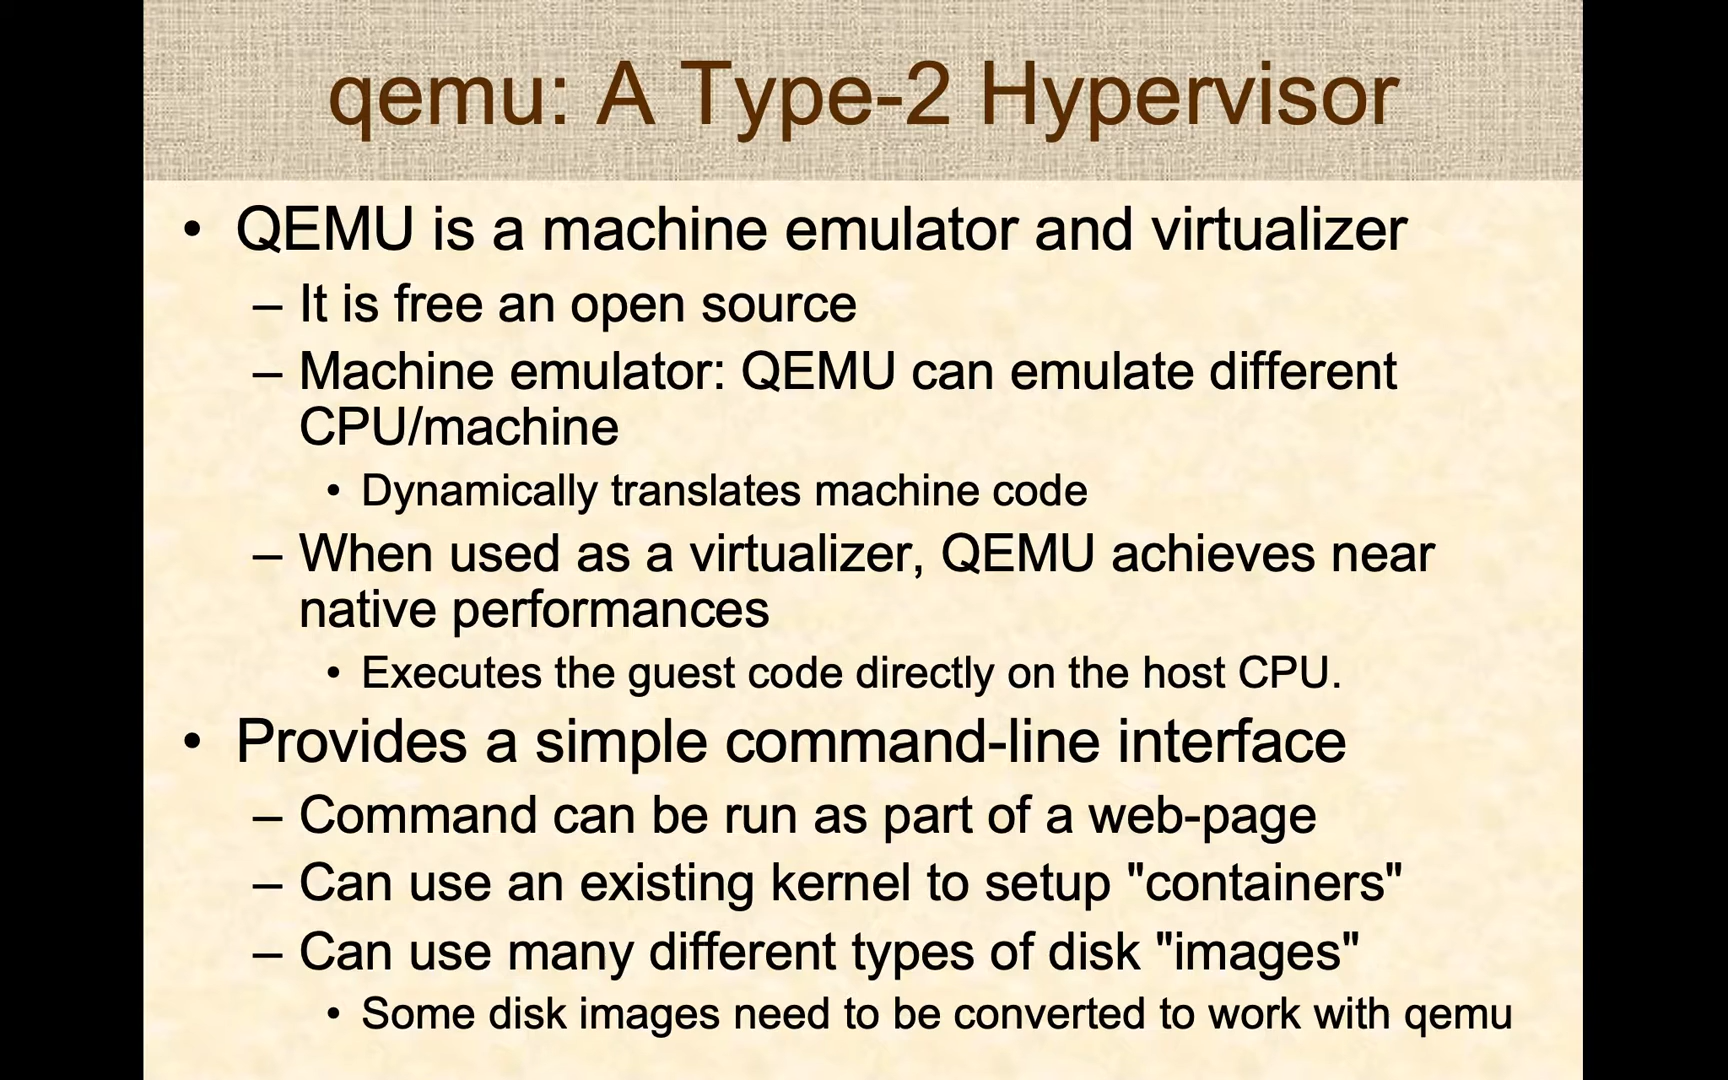 qemu: A Type-2 Hypervisor
• QEMU is a machine emulator and virtualizer
– It is free an open source
– Machine emulator: QEMU can emulate different
CPU/machine
• Dynamically translates machine code
– When used as a virtualizer, QEMU achieves near
native performances
• Executes the guest code directly on the host CPU.
• Provides a simple command-line interface
– Command can be run as part of a web-page
– Can use an existing kernel to setup "containers"
– Can use many different types of disk "images"
• Some disk images need to be converted to work with qemu